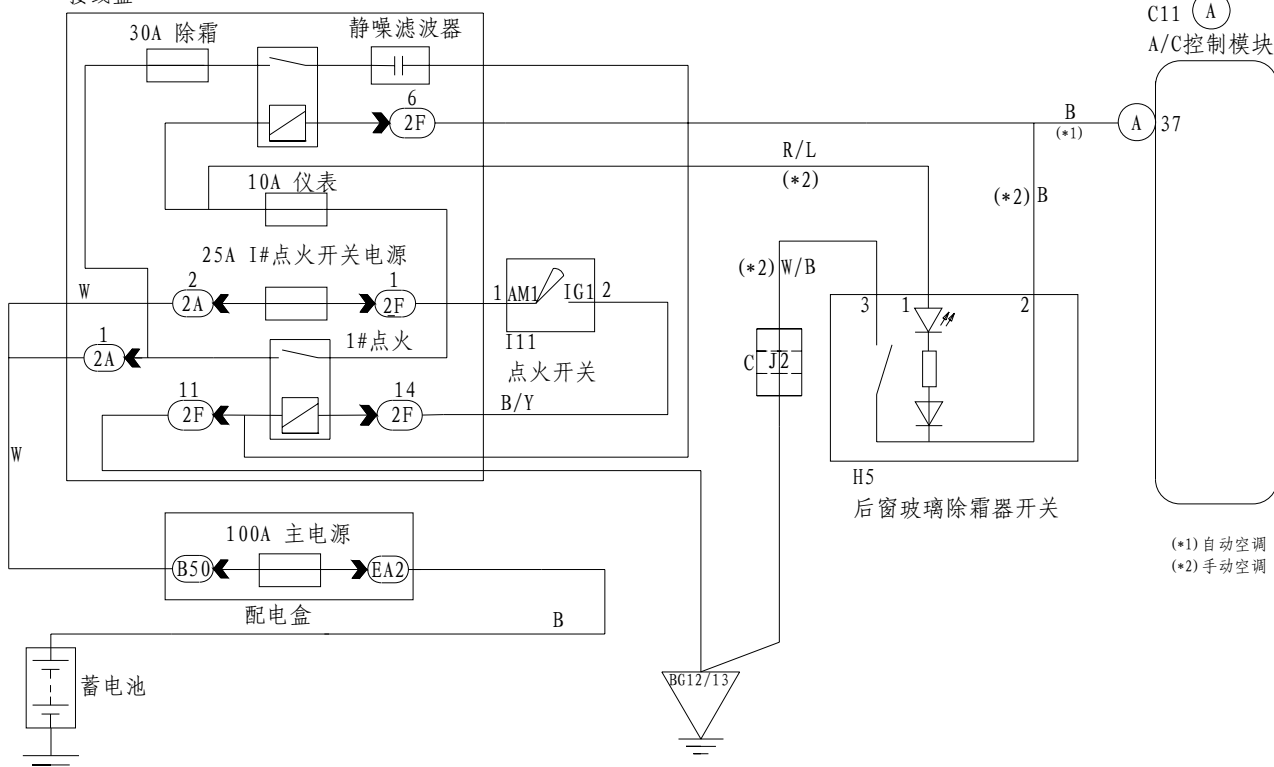 C11 A
A/C控制模块
30A 除霜
静噪滤波器
6
2F
B
(*1)
A
37
R/L
(*2)
(*2) B
10A 仪表
25A I#点火开关电源
W
2
2A
1
2F
1 AM1 IG1 2
I11
点火开关
(*2) W/B
3
1
2
1
2A
1#点火
C J2
11
2F
14
2F
B/Y
W
H5
后窗玻璃除霜器开关
100A 主电源
B50
EA2
配电盒
B
(*1)自动空调
(*2)手动空调
蓄电池
BG12/13